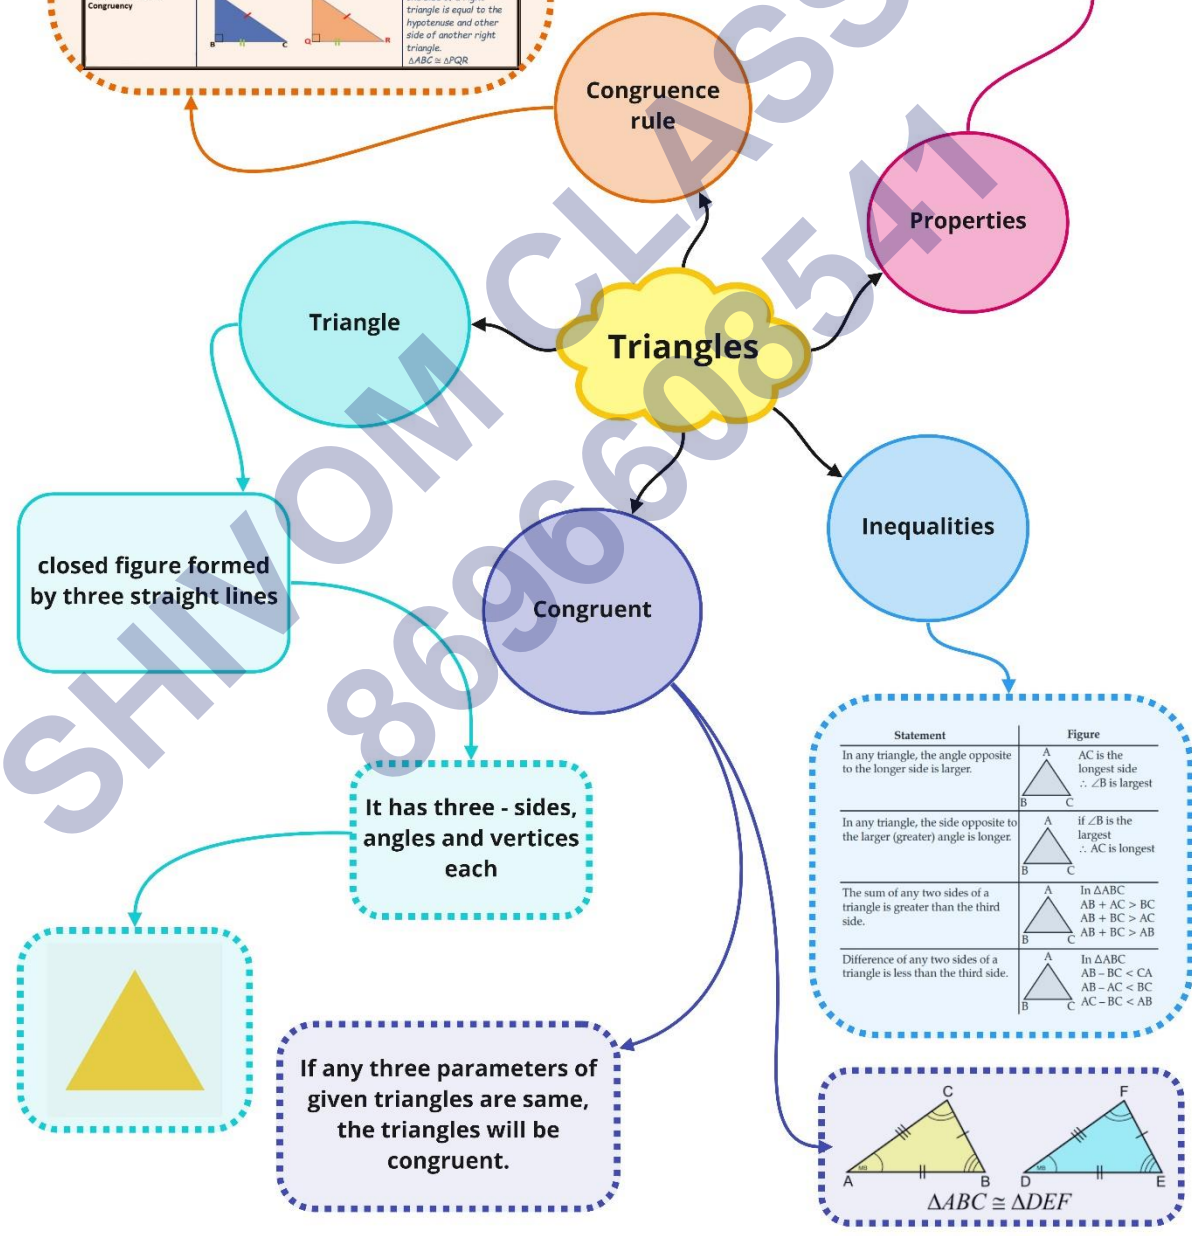 Congruency
B
C
Q
R
triangle is equal to the
hypotenuse and other
side of another right
triangle.
△ABC ≅ △PQR
Congruence
rule
Properties
Triangle
Triangles
Inequalities
Congruent
closed figure formed
by three straight lines
It has three - sides,
angles and vertices
each
If any three parameters of
given triangles are same,
the triangles will be
congruent.
Statement
Figure
In any triangle, the angle opposite
to the longer side is larger.
A
B
C
AC is the
longest side
∴ ∠B is largest
In any triangle, the side opposite to
the larger (greater) angle is longer.
A
B
C
if ∠B is the
largest
∴ AC is longest
The sum of any two sides of a
triangle is greater than the third
side.
A
B
C
In ΔABC
AB + AC > BC
AB + BC > AC
AB + BC > AB
Difference of any two sides of a
triangle is less than the third side.
A
B
C
In ΔABC
AB – BC < CA
AB – AC < BC
AC – BC < AB
C
A
B
MB
F
D
E
MB
ΔABC ≅ ΔDEF
SHIVOM CLASS
8696608541